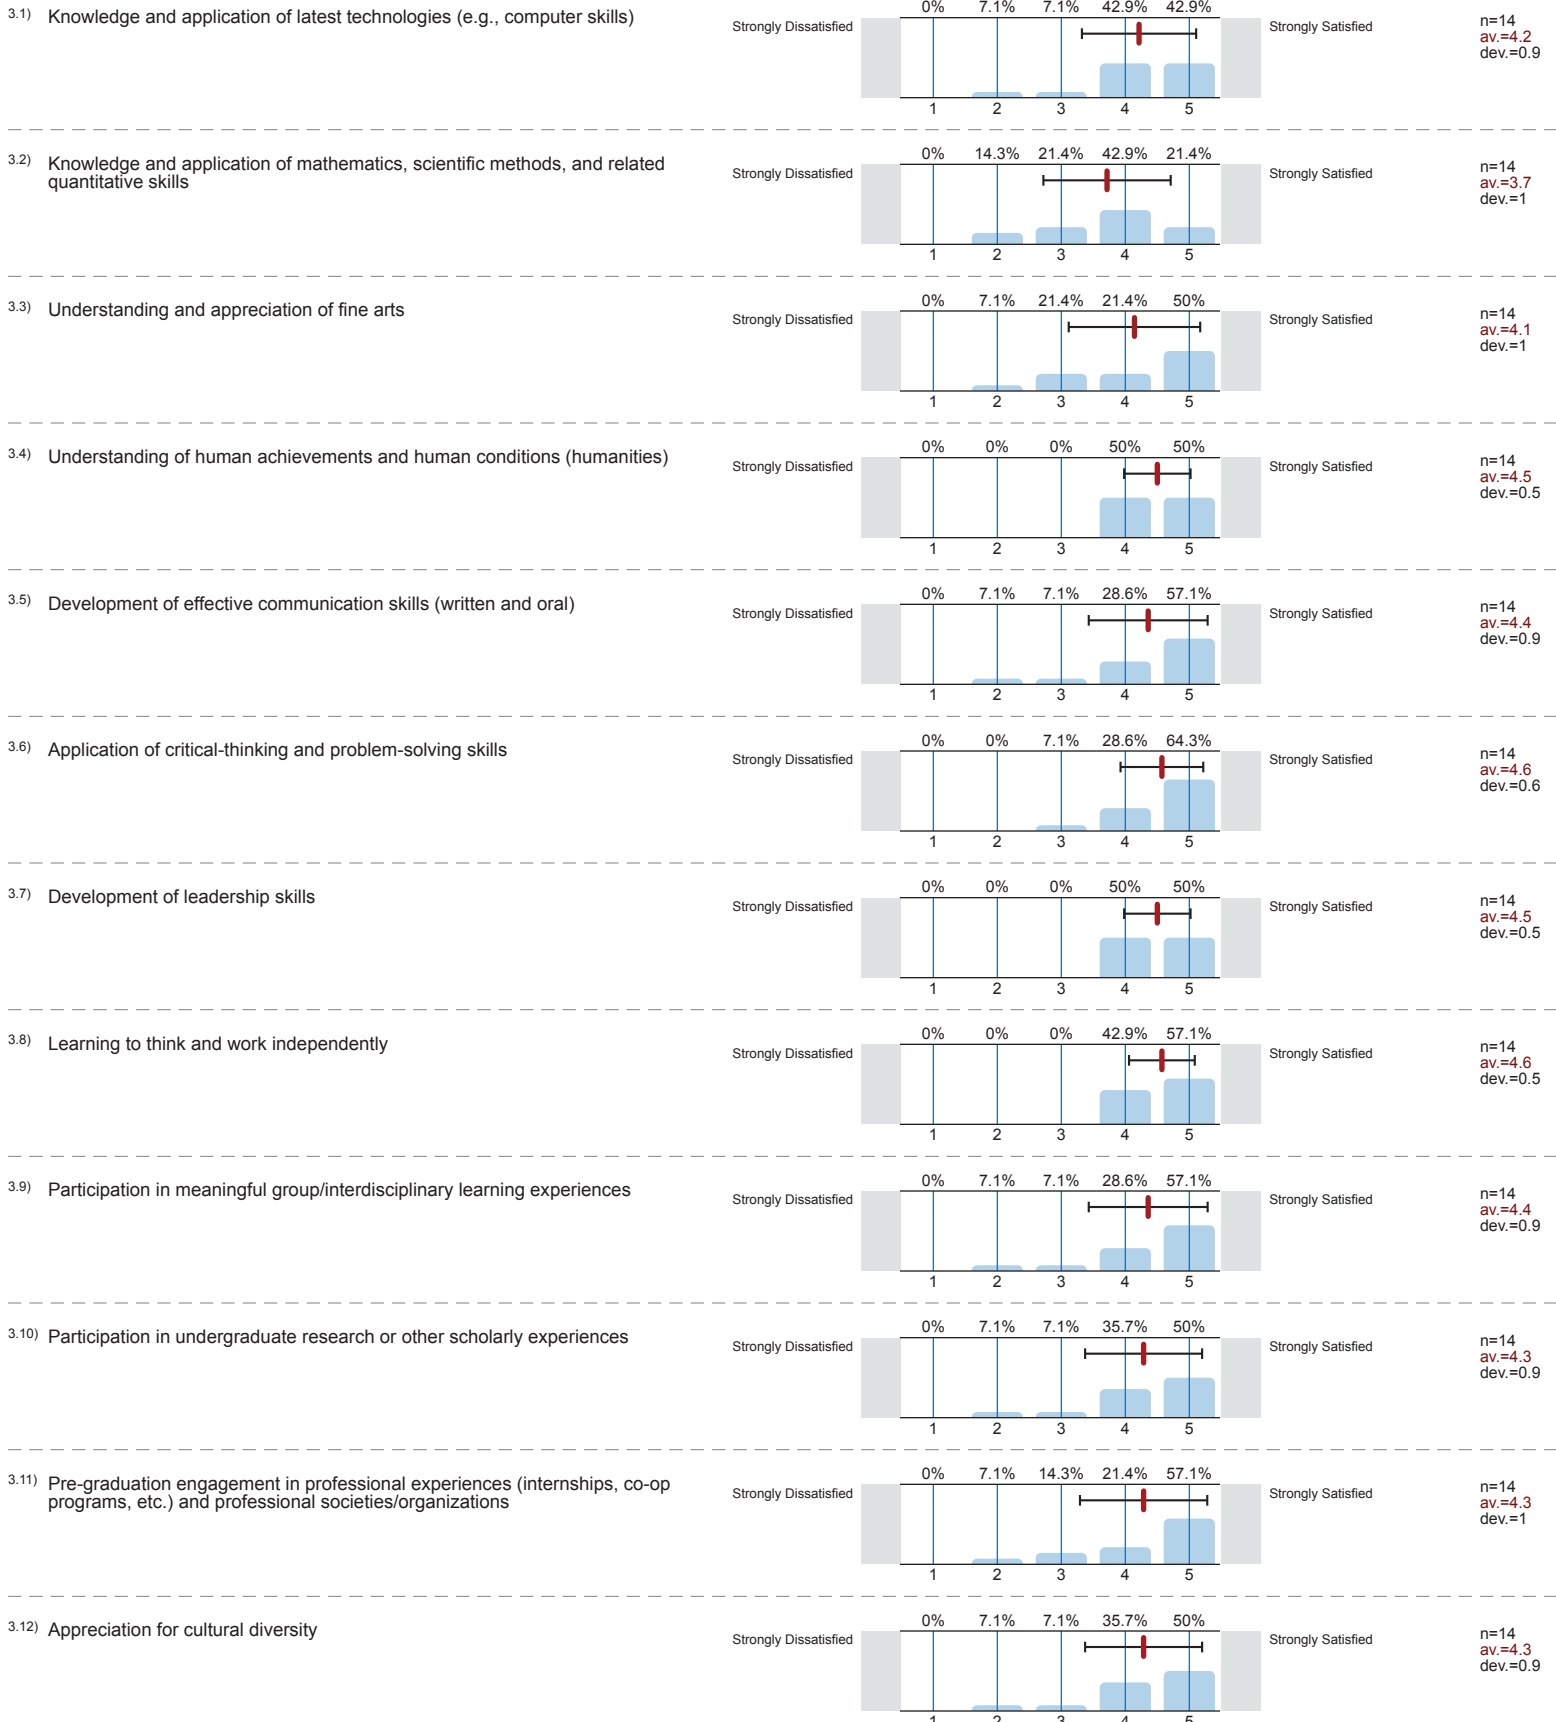 0% 7.1% 7.1% 42.9% 42.9%
3.1) Knowledge and application of latest technologies (e.g., computer skills)
Strongly Dissatisfied Strongly Satisfied
n=14
av.=4.2
dev.=0.9
1 2 3 4 5
0% 14.3% 21.4% 42.9% 21.4%
3.2) Knowledge and application of mathematics, scientific methods, and related
quantitative skills
Strongly Dissatisfied Strongly Satisfied
n=14
av.=3.7
dev.=1
1 2 3 4 5
0% 7.1% 21.4% 21.4% 50%
3.3) Understanding and appreciation of fine arts
Strongly Dissatisfied Strongly Satisfied
n=14
av.=4.1
dev.=1
1 2 3 4 5
0% 0% 0% 50% 50%
3.4) Understanding of human achievements and human conditions (humanities)
Strongly Dissatisfied Strongly Satisfied
n=14
av.=4.5
dev.=0.5
1 2 3 4 5
0% 7.1% 7.1% 28.6% 57.1%
3.5) Development of effective communication skills (written and oral)
Strongly Dissatisfied Strongly Satisfied
n=14
av.=4.4
dev.=0.9
1 2 3 4 5
0% 0% 7.1% 28.6% 64.3%
3.6) Application of critical-thinking and problem-solving skills
Strongly Dissatisfied Strongly Satisfied
n=14
av.=4.6
dev.=0.6
1 2 3 4 5
0% 0% 0% 50% 50%
3.7) Development of leadership skills
Strongly Dissatisfied Strongly Satisfied
n=14
av.=4.5
dev.=0.5
1 2 3 4 5
0% 0% 0% 42.9% 57.1%
3.8) Learning to think and work independently
Strongly Dissatisfied Strongly Satisfied
n=14
av.=4.6
dev.=0.5
1 2 3 4 5
0% 7.1% 7.1% 28.6% 57.1%
3.9) Participation in meaningful group/interdisciplinary learning experiences
Strongly Dissatisfied Strongly Satisfied
n=14
av.=4.4
dev.=0.9
1 2 3 4 5
0% 7.1% 7.1% 35.7% 50%
3.10) Participation in undergraduate research or other scholarly experiences
Strongly Dissatisfied Strongly Satisfied
n=14
av.=4.3
dev.=0.9
1 2 3 4 5
0% 7.1% 14.3% 21.4% 57.1%
3.11) Pre-graduation engagement in professional experiences (internships, co-op
programs, etc.) and professional societies/organizations
Strongly Dissatisfied Strongly Satisfied
n=14
av.=4.3
dev.=1
1 2 3 4 5
0% 7.1% 7.1% 35.7% 50%
3.12) Appreciation for cultural diversity
Strongly Dissatisfied Strongly Satisfied
n=14
av.=4.3
dev.=0.9
1 2 3 4 5